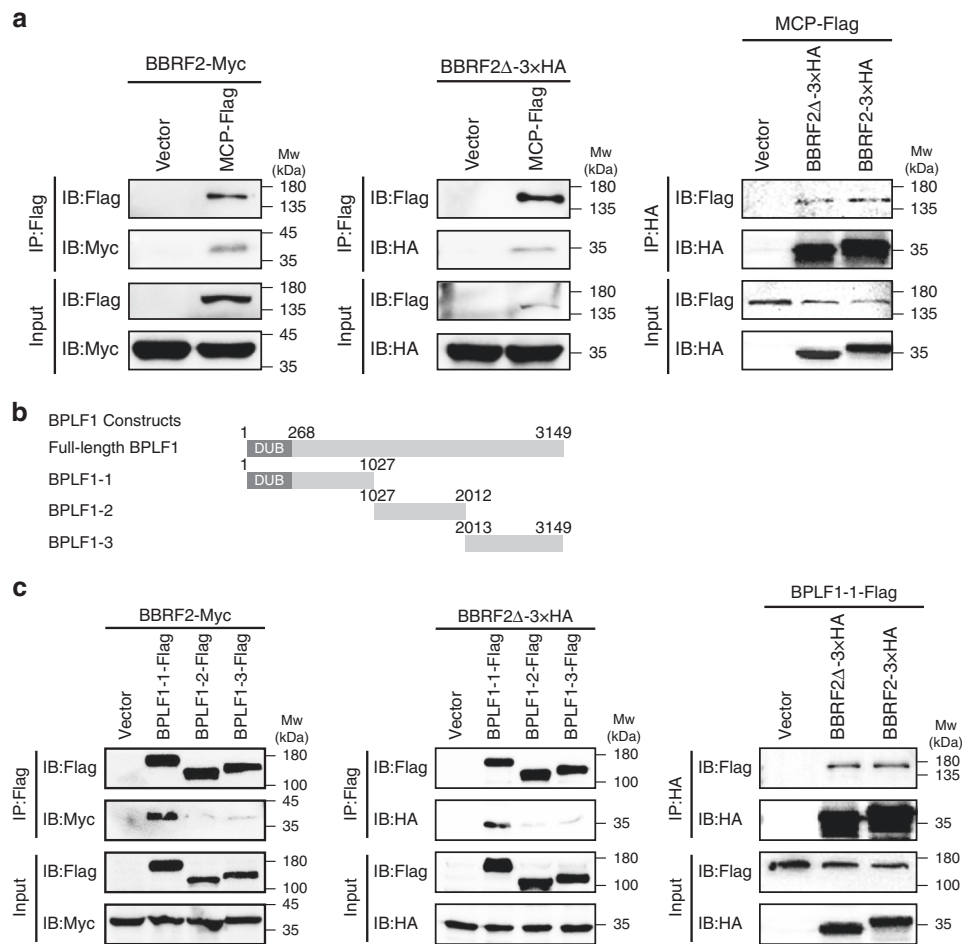 a
BBRF2-Myc
Vector
MCP-Flag
Mw
(kDa)
IP:Flag
IB:Flag
180
135
IB:Myc
45
35
Input
IB:Flag
180
135
IB:Myc
45
35
BBRF2Δ-3×HA
Vector
MCP-Flag
Mw
(kDa)
IP:Flag
IB:Flag
180
135
IB:HA
35
Input
IB:Flag
180
135
IB:HA
35
MCP-Flag
Vector
BBRF2Δ-3×HA
BBRF2-3×HA
Mw
(kDa)
IP:HA
IB:Flag
180
135
IB:HA
35
Input
IB:Flag
180
135
IB:HA
35
b
BPLF1 Constructs
1 268 3149
Full-length BPLF1 DUB
1 1027
BPLF1-1 DUB
1027 2012
BPLF1-2
2013 3149
BPLF1-3
c
BBRF2-Myc
Vector
BPLF1-1-Flag
BPLF1-2-Flag
BPLF1-3-Flag
Mw
(kDa)
IP:Flag
IB:Flag
180
100
IB:Myc
45
35
Input
IB:Flag
180
100
IB:Myc
45
35
BBRF2Δ-3×HA
Vector
BPLF1-1-Flag
BPLF1-2-Flag
BPLF1-3-Flag
Mw
(kDa)
IP:Flag
IB:Flag
180
100
IB:HA
35
Input
IB:Flag
180
100
IB:HA
35
BPLF1-1-Flag
Vector
BBRF2Δ-3×HA
BBRF2-3×HA
Mw
(kDa)
IP:HA
IB:Flag
180
135
IB:HA
35
Input
IB:Flag
180
135
IB:HA
35